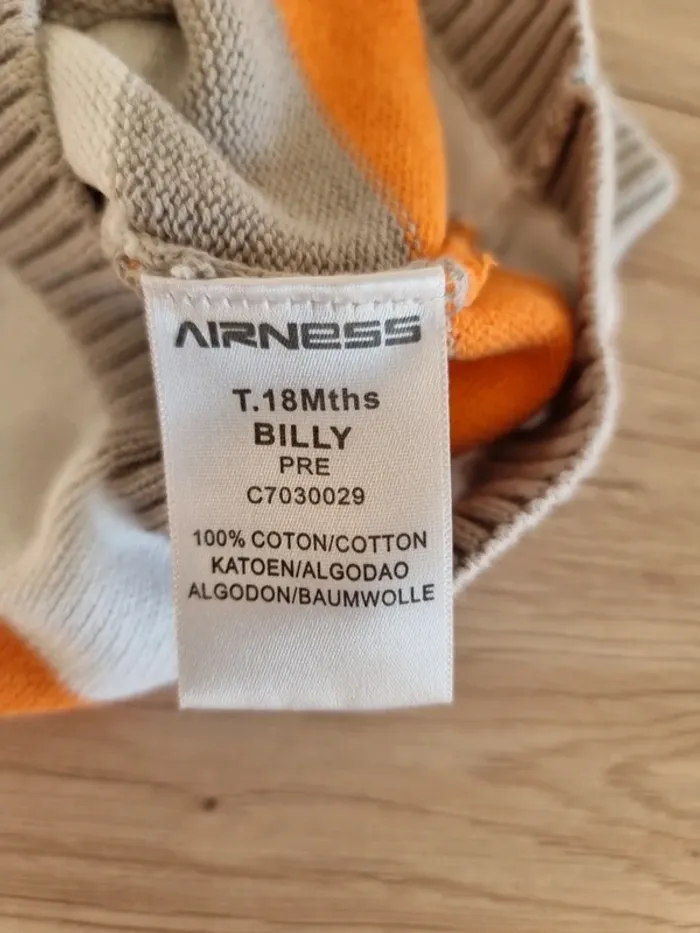 AIRNESS
T.18Mths
BILLY
PRE
C7030029
100% COTON/COTTON
KATOEN/ALGODAO
ALGODON/BAUMWOLLE